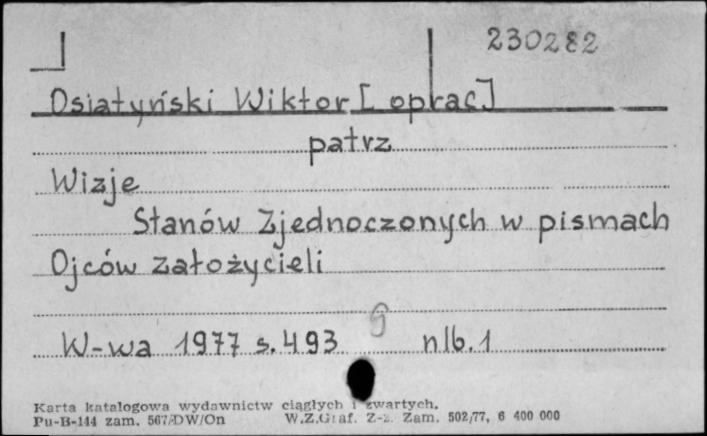 230282
Osiatyński Wiktor [oprac]
patrz
Wizje
Stanów Zjednoczonych w pismach
Ojców założycieli
W-wa 1977 s. 493 nlb. 1
Karta katalogowa wydawnictw ciągłych i zwartych.
Pu-B-144 zam. 567/DW/On W.Z.Graf. Z-2. Zam. 502/77, 6 400 000